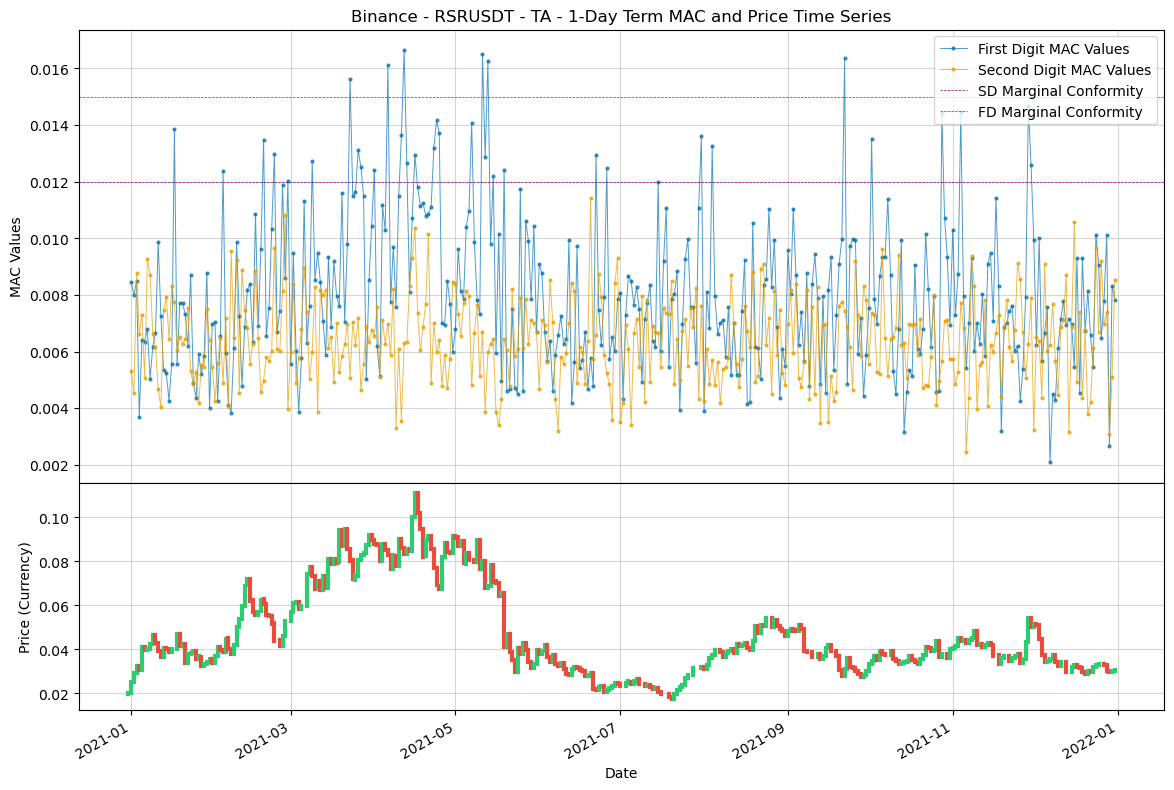 Binance - RSRUSDT - TA - 1-Day Term MAC and Price Time Series
First Digit MAC Values
Second Digit MAC Values
SD Marginal Conformity
FD Marginal Conformity
MAC Values
0.016
0.014
0.012
0.010
0.008
0.006
0.004
0.002
Price (Currency)
0.10
0.08
0.06
0.04
0.02
2021-01
2021-03
2021-05
2021-07
2021-09
2021-11
2022-01
Date